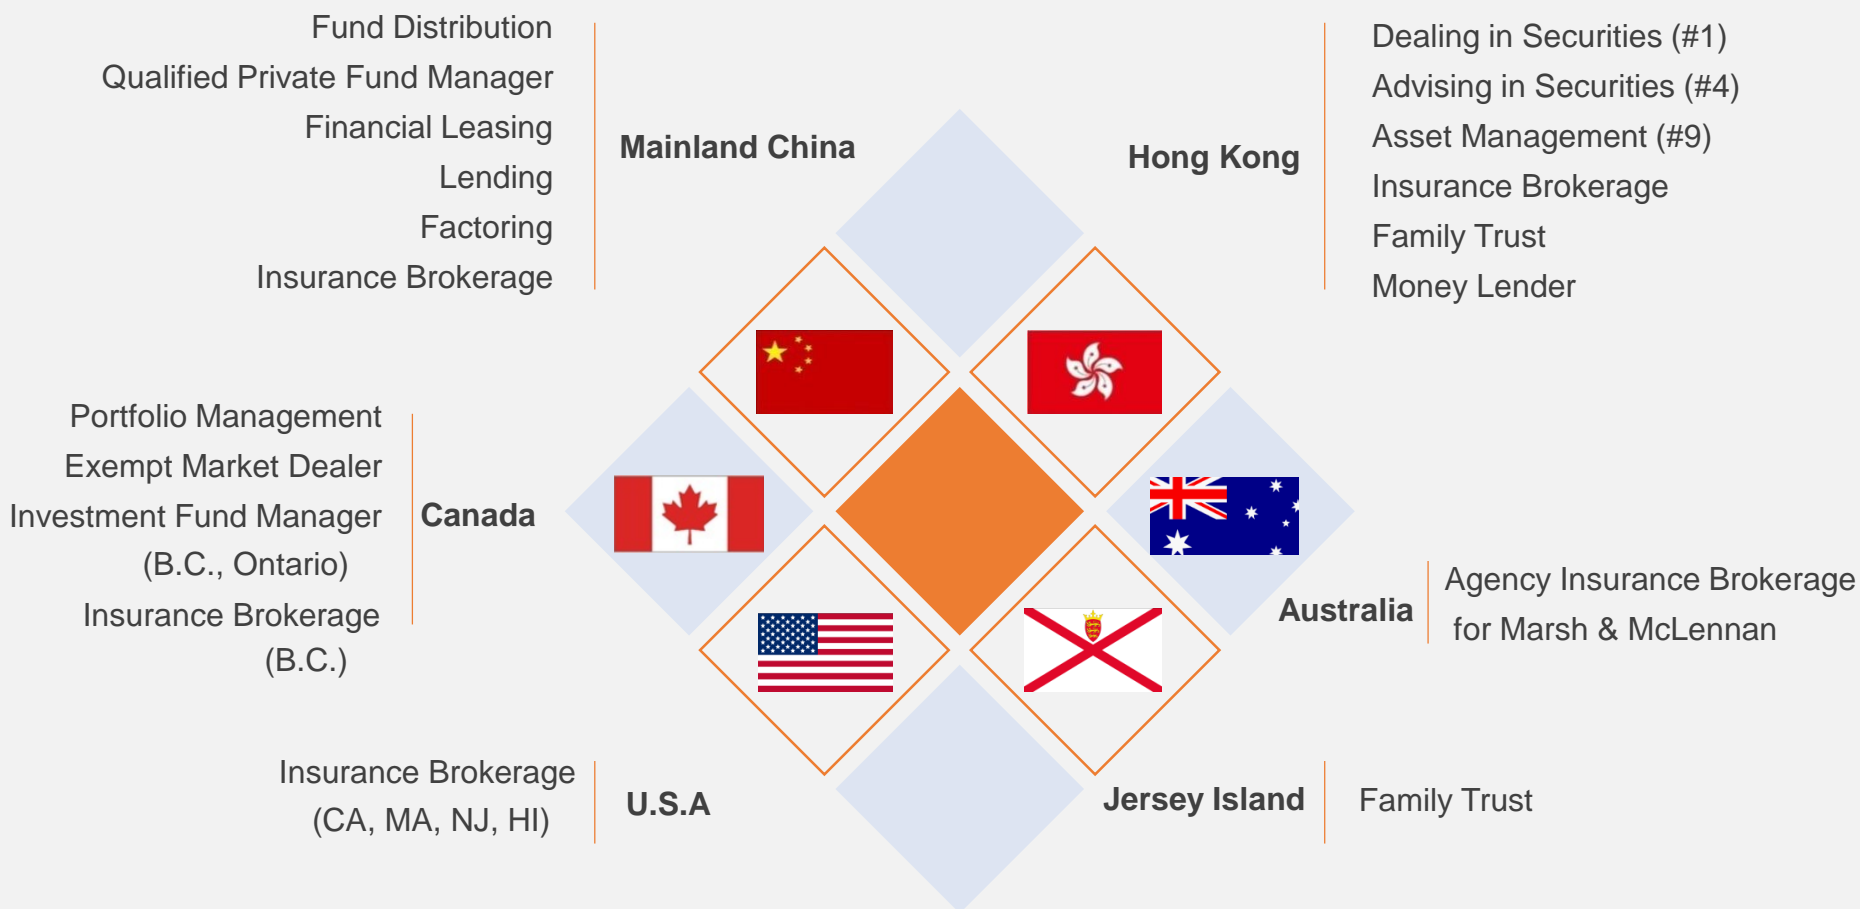 Fund Distribution
Qualified Private Fund Manager
Financial Leasing
Lending
Factoring
Insurance Brokerage
Mainland China
Hong Kong
Dealing in Securities (#1)
Advising in Securities (#4)
Asset Management (#9)
Insurance Brokerage
Family Trust
Money Lender
Portfolio Management
Exempt Market Dealer
Investment Fund Manager
(B.C., Ontario)
Insurance Brokerage
(B.C.)
Canada
Australia
Agency Insurance Brokerage
for Marsh & McLennan
Insurance Brokerage
(CA, MA, NJ, HI)
U.S.A
Jersey Island
Family Trust